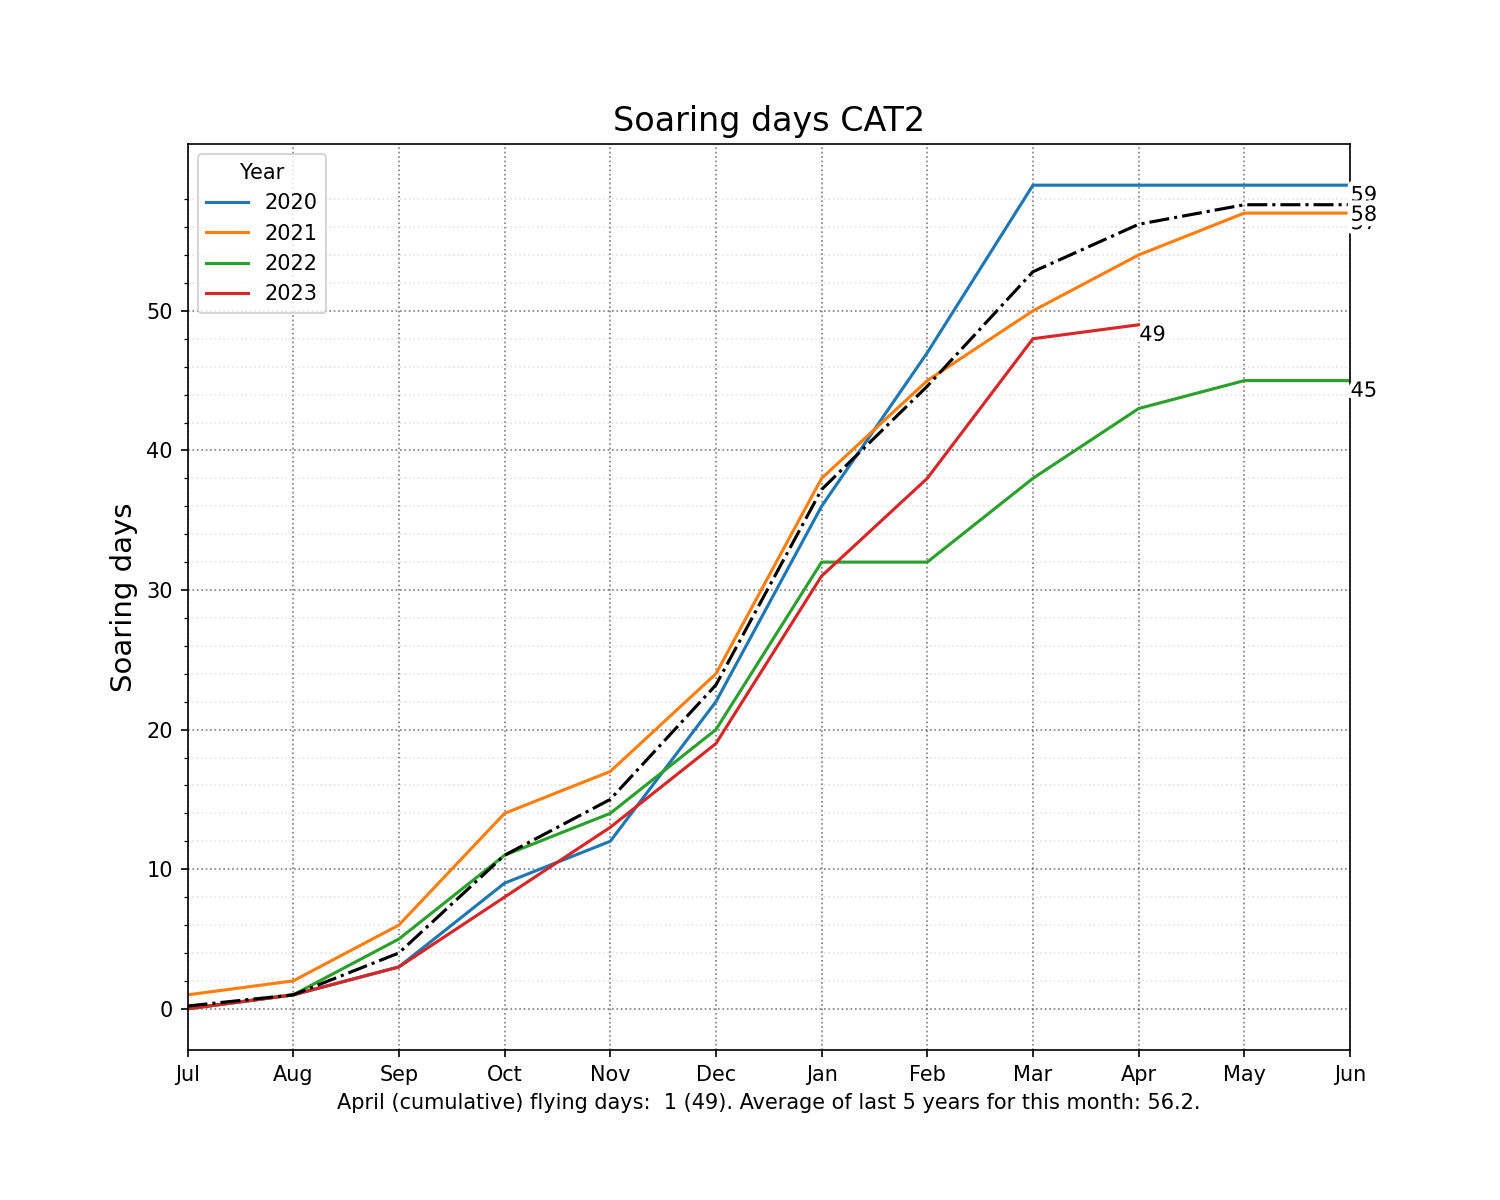 Soaring days CAT2
Year
2020
2021
2022
2023
59
58
49
45
50
40
30
20
10
0
Soaring days
Jul Aug Sep Oct Nov Dec Jan Feb Mar Apr May Jun
April (cumulative) flying days:  1 (49). Average of last 5 years for this month: 56.2.